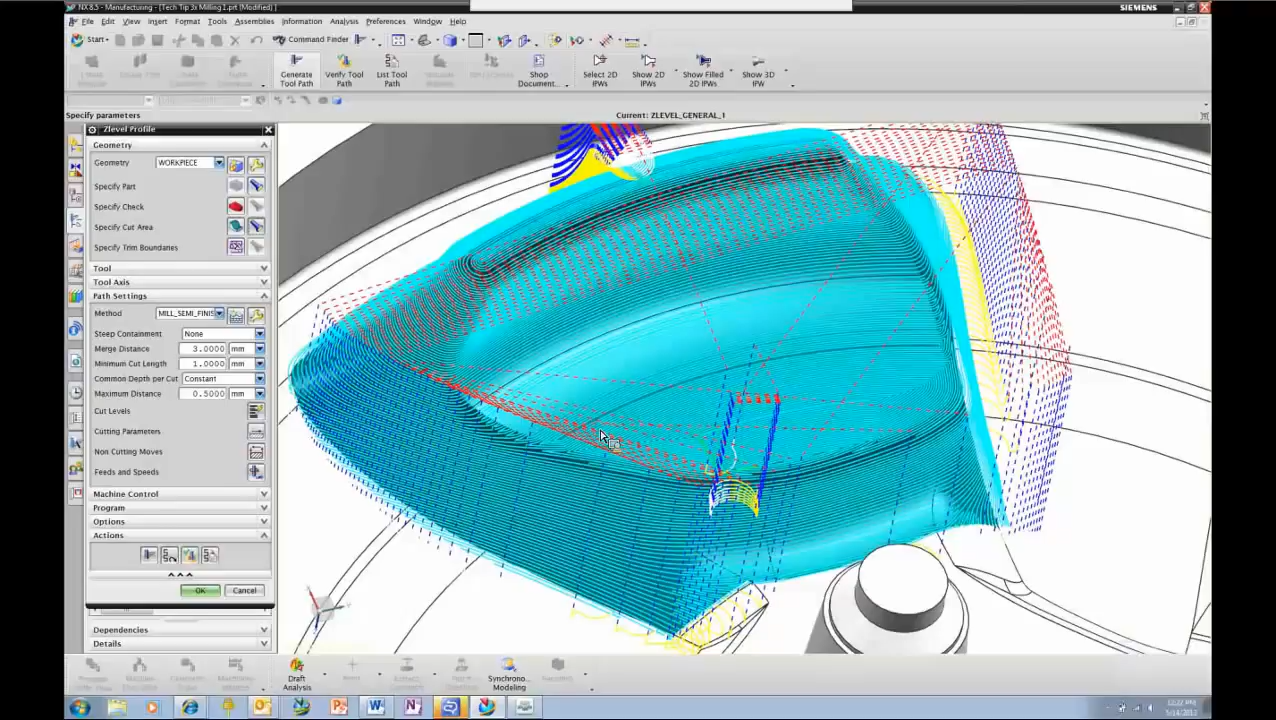 NX 8.5 - Manufacturing - [Tech Tip 3x Milling 1.prt (Modified) ]
SIEMENS
File Edit View Insert Format Tools Assemblies Information Analysis Preferences Window Help
Start
Command Finder
Generate Tool Path
Verify Tool Path
List Tool Path
Shop Document...
Select 2D IPWs
Show 2D IPWs
Show Filled 2D IPWs
Show 3D IPW
Specify parameters
Current: ZLEVEL_GENERAL_1
Zlevel Profile
Geometry
Geometry WORKPIECE
Specify Part
Specify Check
Specify Cut Area
Specify Trim Boundaries
Tool
Tool Axis
Path Settings
Method MILL_SEMI_FINIS
Steep Containment None
Merge Distance 3.0000 mm
Minimum Cut Length 1.0000 mm
Common Depth per Cut Constant
Maximum Distance 0.5000 mm
Cut Levels
Cutting Parameters
Non Cutting Moves
Feeds and Speeds
Machine Control
Program
Options
Actions
OK Cancel
Dependencies
Details
Draft Analysis
Synchrono... Modeling